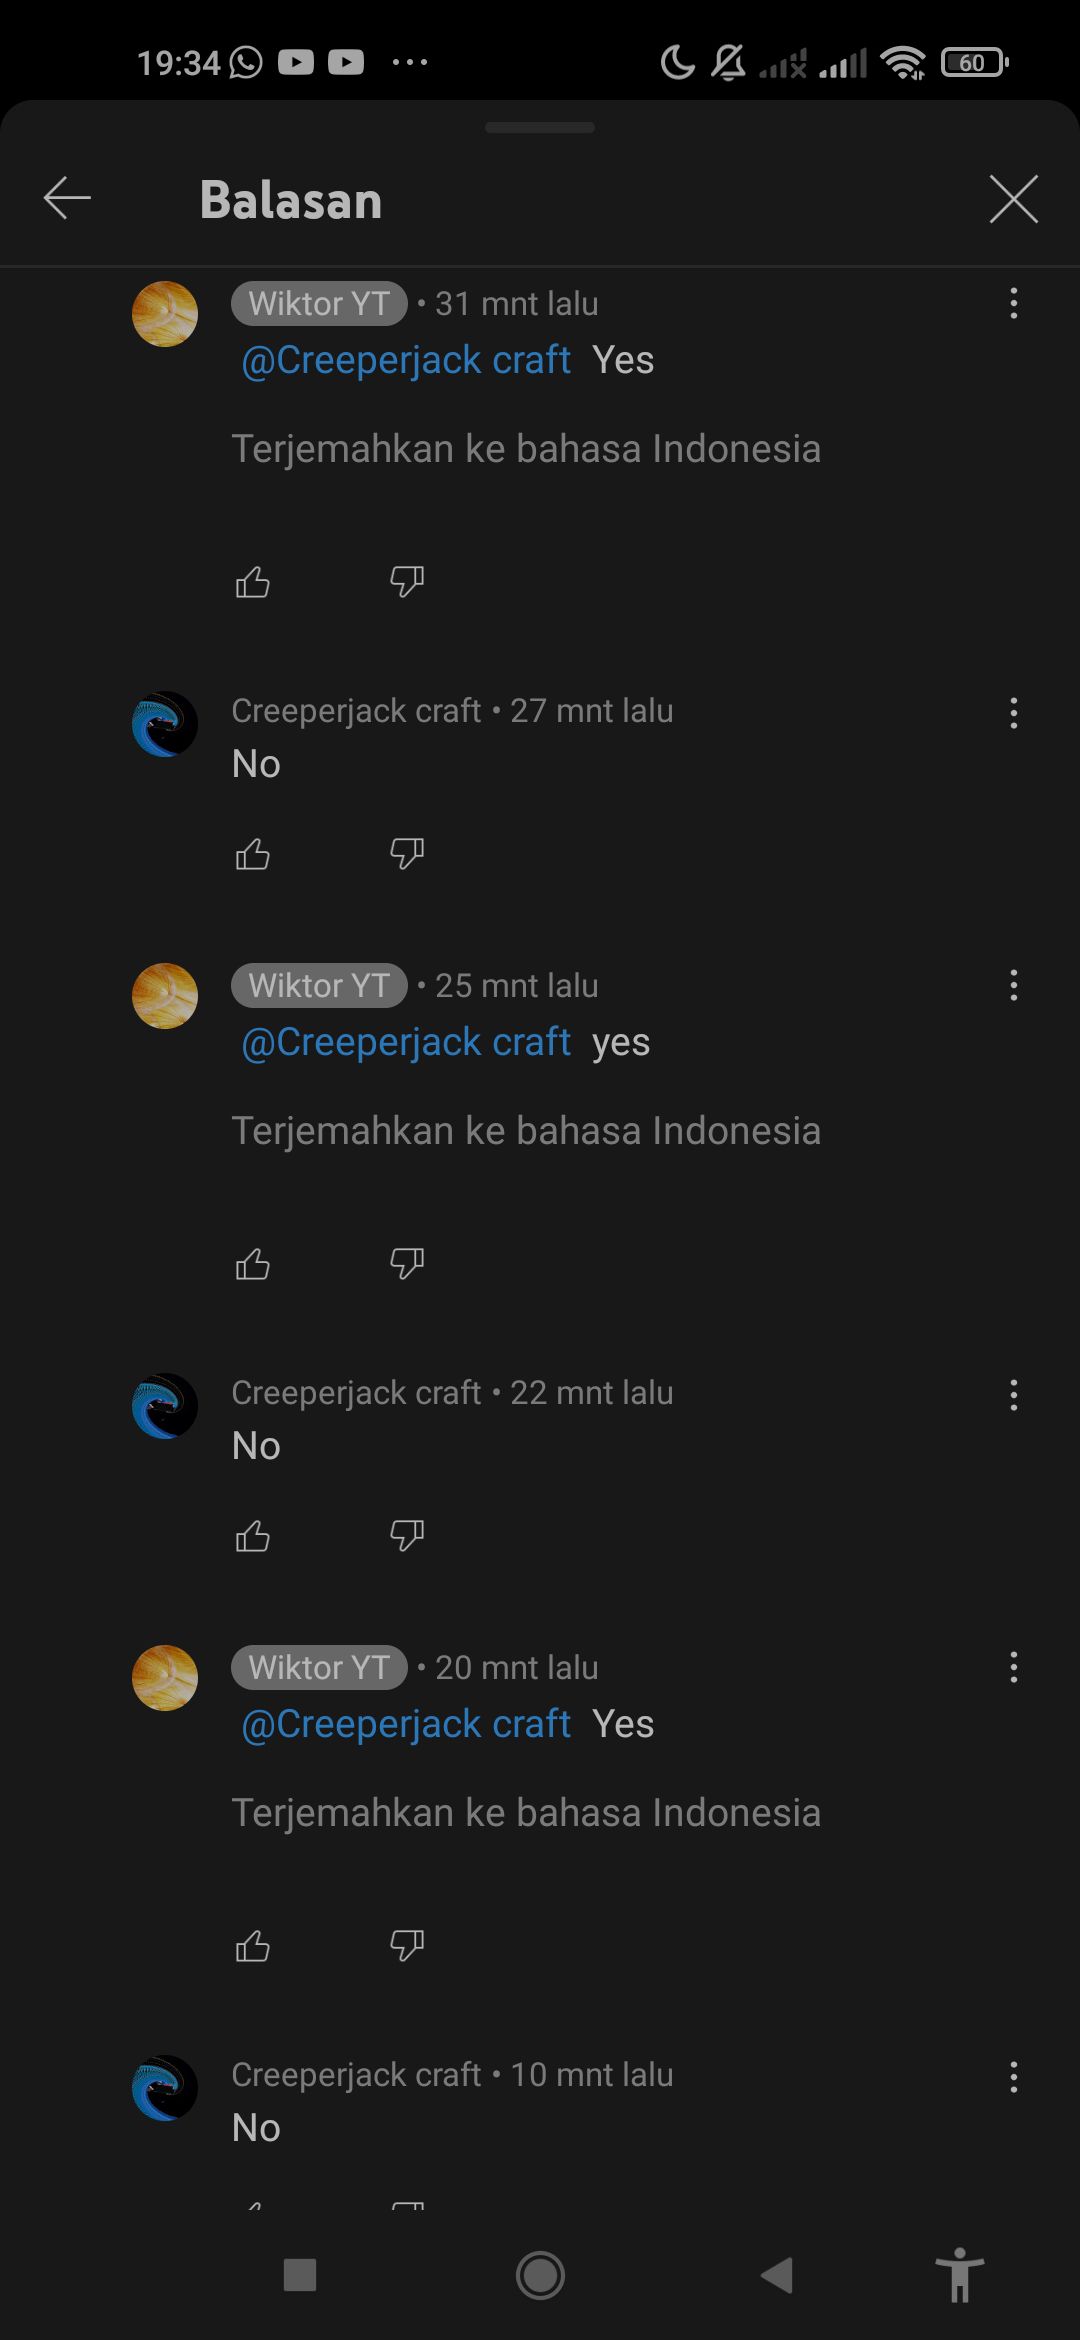 19:34
60
Balasan
Wiktor YT • 31 mnt lalu
@Creeperjack craft Yes
Terjemahkan ke bahasa Indonesia
Creeperjack craft • 27 mnt lalu
No
Wiktor YT • 25 mnt lalu
@Creeperjack craft yes
Terjemahkan ke bahasa Indonesia
Creeperjack craft • 22 mnt lalu
No
Wiktor YT • 20 mnt lalu
@Creeperjack craft Yes
Terjemahkan ke bahasa Indonesia
Creeperjack craft • 10 mnt lalu
No